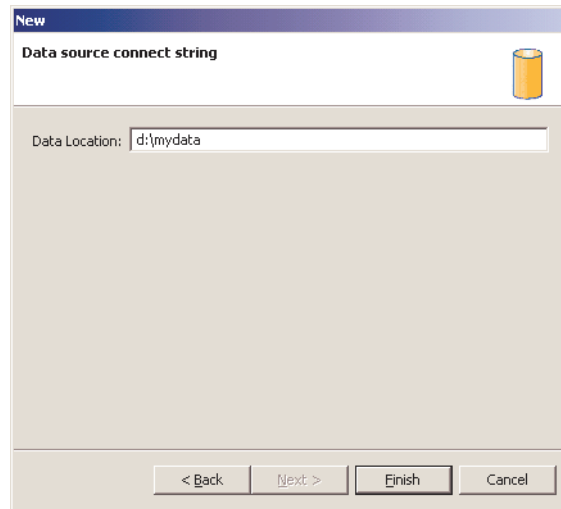 New
Data source connect string
Data Location: d:\mydata
< Back Next > Finish Cancel